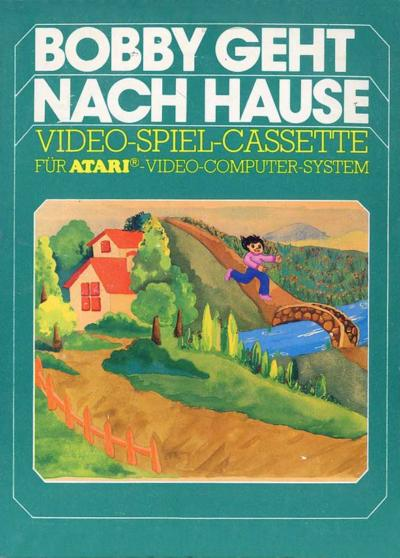 BOBBY GEHT
NACH HAUSE
VIDEO-SPIEL-CASSETTE
FÜR ATARI®-VIDEO-COMPUTER-SYSTEM